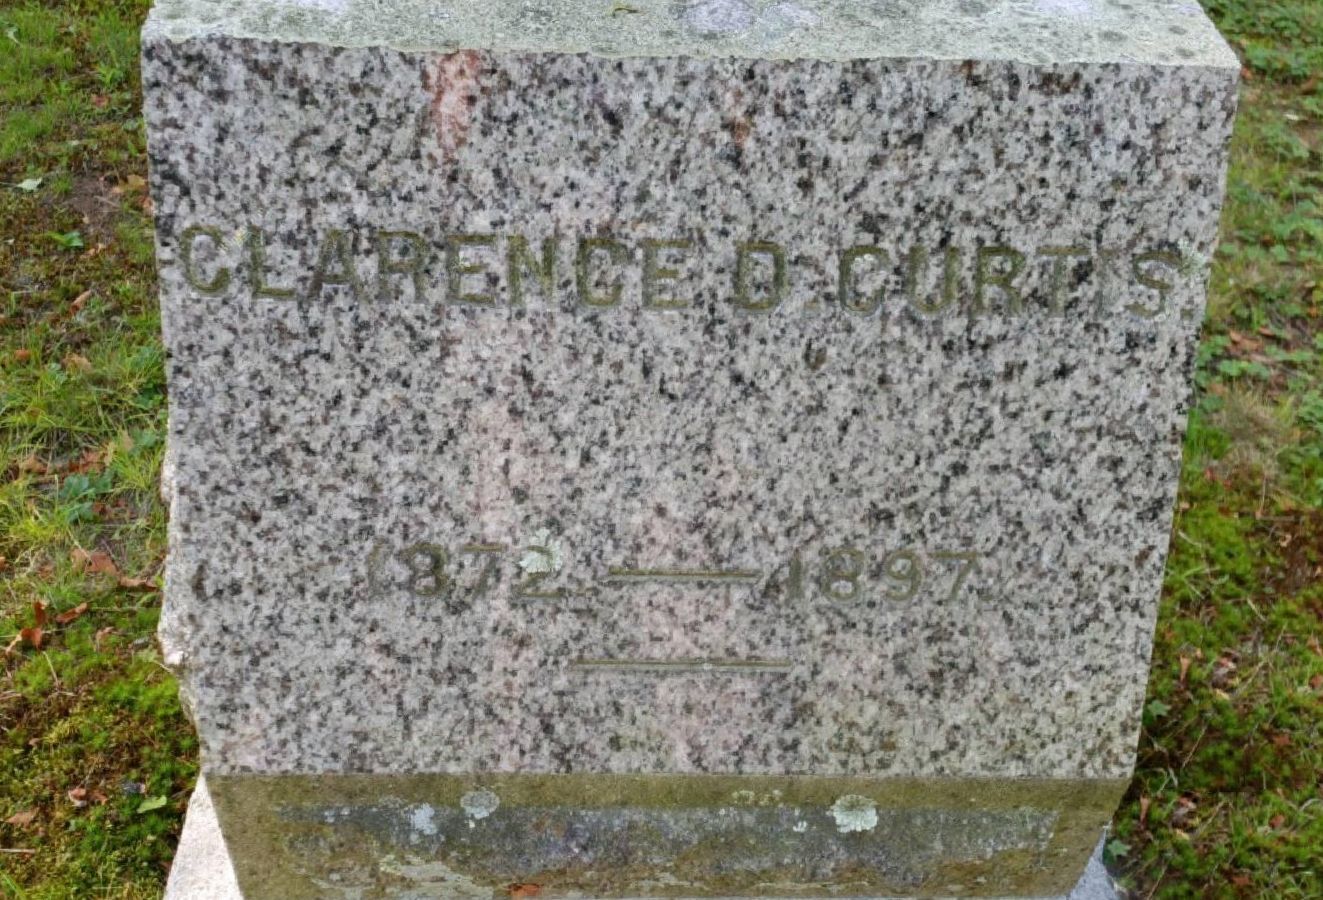 CLARENCE D. CURTIS.
1872. — 1897.